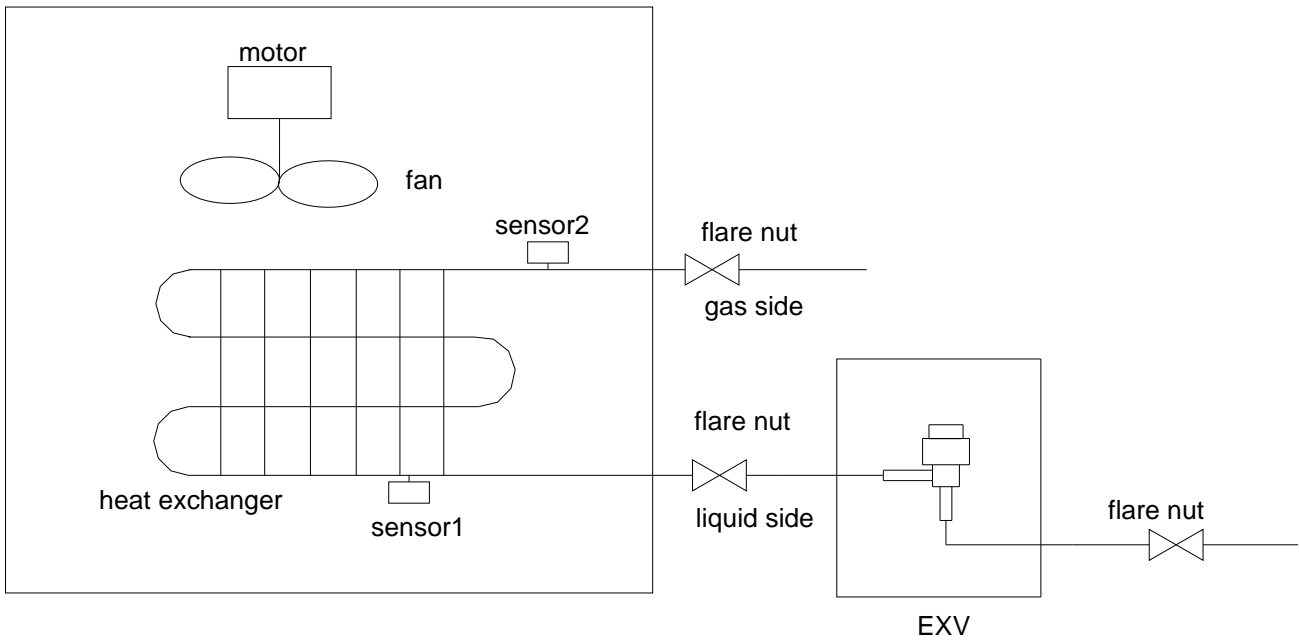 motor
fan
sensor2
flare nut
gas side
heat exchanger
sensor1
flare nut
liquid side
flare nut
EXV